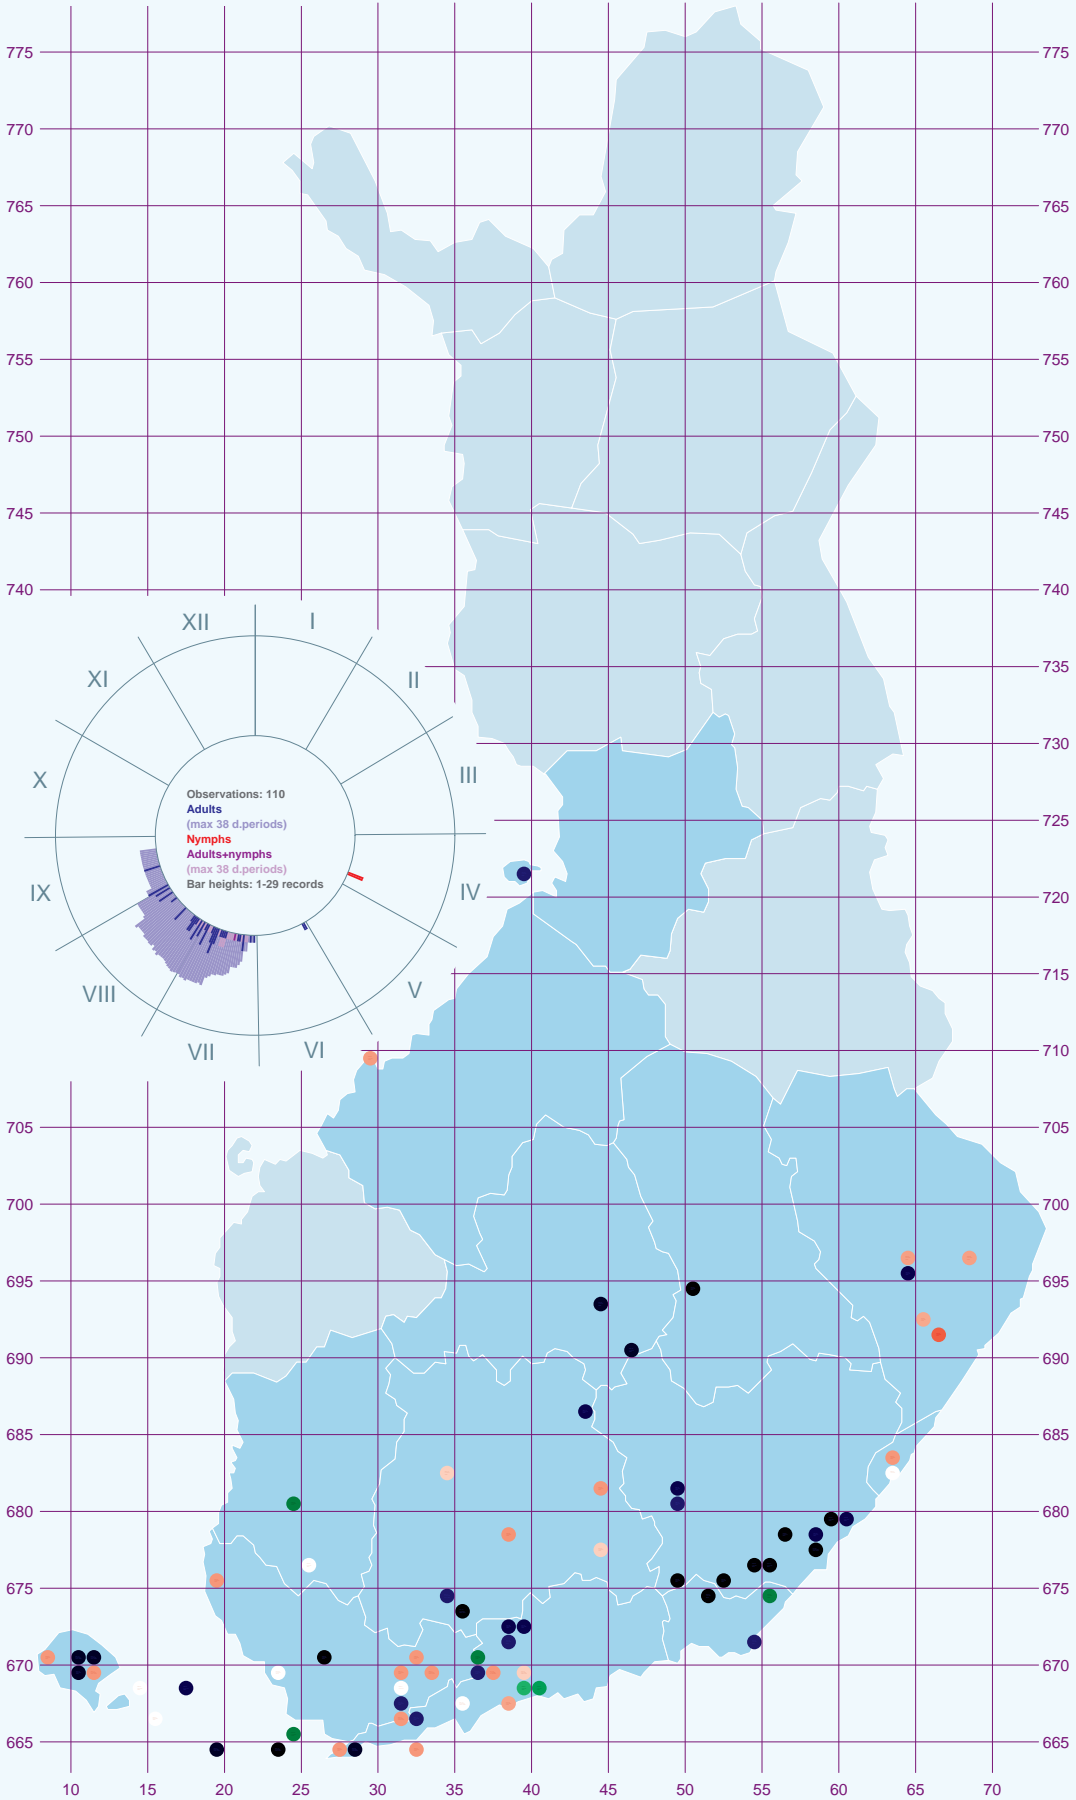 775 775
770 770
765 765
760 760
755 755
750 750
745 745
740 740
XII I
XI II
735
X III
730
Observations: 110
Adults
(max 38 d.periods)
Nymphs
Adults+nymphs
(max 38 d.periods)
Bar heights: 1-29 records
725
IX IV
720
715
VIII V
VII VI
710
705 705
700 700
695 695
690 690
685 685
680 680
675 675
670 670
665 665
10 15 20 25 30 35 40 45 50 55 60 65 70